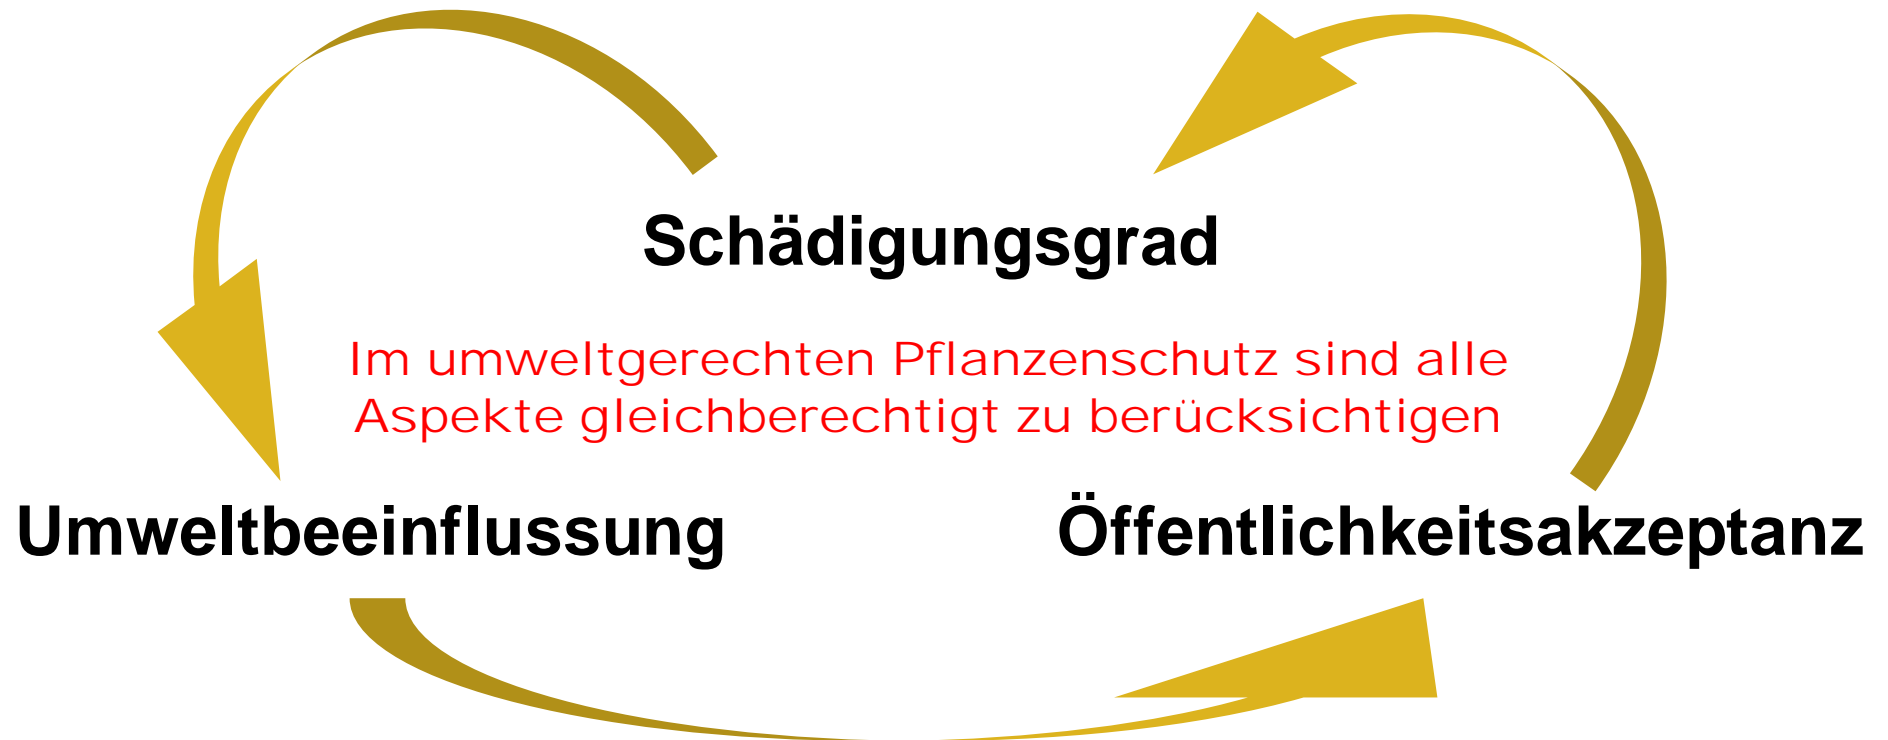 Schädigungsgrad
Im umweltgerechten Pflanzenschutz sind alle
Aspekte gleichberechtigt zu berücksichtigen
Umweltbeeinflussung
Öffentlichkeitsakzeptanz